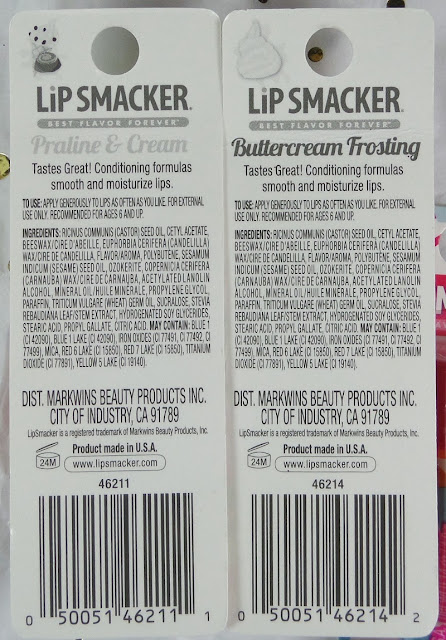 LiP SMACKER®
BEST FLAVOR FOREVER™
Praline & Cream
Tastes Great! Conditioning formulas
smooth and moisturize lips.
TO USE: APPLY GENEROUSLY TO LIPS AS OFTEN AS YOU LIKE. FOR EXTERNAL
USE ONLY. RECOMMENDED FOR AGES 6 AND UP.
INGREDIENTS: RICINUS COMMUNIS (CASTOR) SEED OIL, CETYL ACETATE,
BEESWAX/CIRE D'ABEILLE, EUPHORBIA CERIFERA (CANDELILLA)
WAX/CIRE DE CANDELILLA, FLAVOR/AROMA, POLYBUTENE, SESAMUM
INDICUM (SESAME) SEED OIL, OZOKERITE, COPERNICIA CERIFERA
(CARNAUBA) WAX/CIRE DE CARNAUBA, ACETYLATED LANOLIN
ALCOHOL, MINERAL OIL/HUILE MINÉRALE, PROPYLENE GLYCOL,
PARAFFIN, TRITICUM VULGARE (WHEAT) GERM OIL, SUCRALOSE, STEVIA
REBAUDIANA LEAF/STEM EXTRACT, HYDROGENATED SOY GLYCERIDES,
STEARIC ACID, PROPYL GALLATE, CITRIC ACID. MAY CONTAIN: BLUE 1
(CI 42090), BLUE 1 LAKE (CI 42090), IRON OXIDES (CI 77491, CI 77492, CI
77499), MICA, RED 6 LAKE (CI 15850), RED 7 LAKE (CI 15850), TITANIUM
DIOXIDE (CI 77891), YELLOW 5 LAKE (CI 19140).
DIST. MARKWINS BEAUTY PRODUCTS INC.
CITY OF INDUSTRY, CA 91789
LipSmacker is a registered trademark of Markwins Beauty Products, Inc.
24M
Product made in U.S.A.
www.lipsmacker.com
46211
0 50051 46211 1
LiP SMACKER®
BEST FLAVOR FOREVER™
Buttercream Frosting
Tastes Great! Conditioning formulas
smooth and moisturize lips.
TO USE: APPLY GENEROUSLY TO LIPS AS OFTEN AS YOU LIKE. FOR EXTERNAL
USE ONLY. RECOMMENDED FOR AGES 6 AND UP.
INGREDIENTS: RICINUS COMMUNIS (CASTOR) SEED OIL, CETYL ACETATE,
BEESWAX/CIRE D'ABEILLE, EUPHORBIA CERIFERA (CANDELILLA)
WAX/CIRE DE CANDELILLA, FLAVOR/AROMA, POLYBUTENE, SESAMUM
INDICUM (SESAME) SEED OIL, OZOKERITE, COPERNICIA CERIFERA
(CARNAUBA) WAX/CIRE DE CARNAUBA, ACETYLATED LANOLIN
ALCOHOL, MINERAL OIL/HUILE MINÉRALE, PROPYLENE GLYCOL,
PARAFFIN, TRITICUM VULGARE (WHEAT) GERM OIL, SUCRALOSE, STEVIA
REBAUDIANA LEAF/STEM EXTRACT, HYDROGENATED SOY GLYCERIDES,
STEARIC ACID, PROPYL GALLATE, CITRIC ACID. MAY CONTAIN: BLUE 1
(CI 42090), BLUE 1 LAKE (CI 42090), IRON OXIDES (CI 77491, CI 77492, CI
77499), MICA, RED 6 LAKE (CI 15850), RED 7 LAKE (CI 15850), TITANIUM
DIOXIDE (CI 77891), YELLOW 5 LAKE (CI 19140).
DIST. MARKWINS BEAUTY PRODUCTS INC.
CITY OF INDUSTRY, CA 91789
LipSmacker is a registered trademark of Markwins Beauty Products, Inc.
24M
Product made in U.S.A.
www.lipsmacker.com
46214
0 50051 46214 2